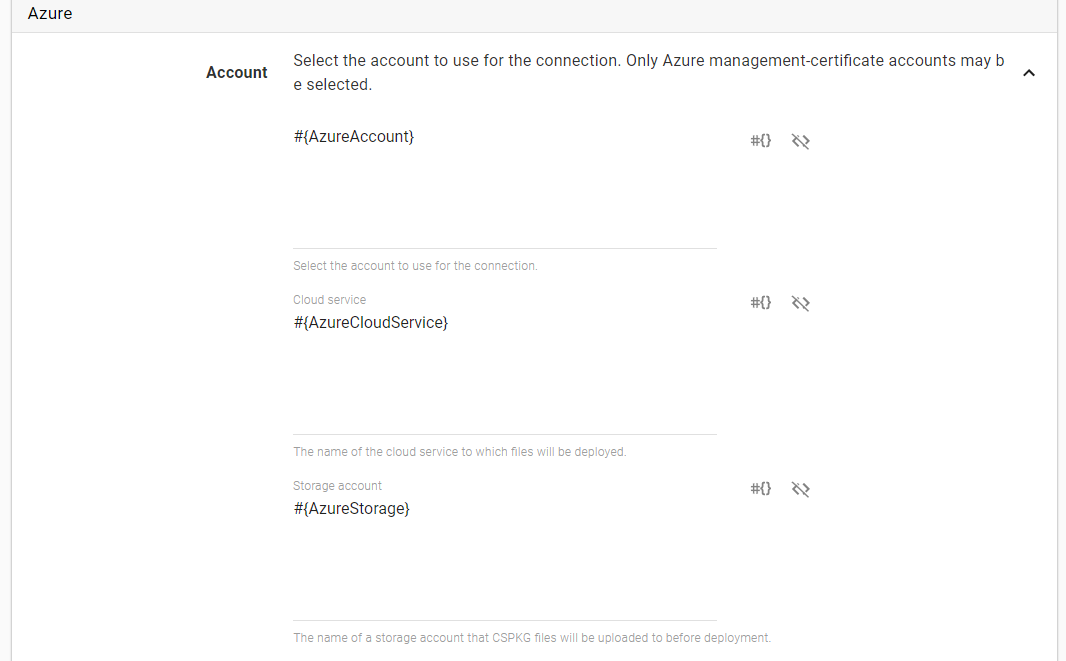 Azure
Account
Select the account to use for the connection. Only Azure management-certificate accounts may b
e selected.
#{AzureAccount}
#{}
Select the account to use for the connection.
Cloud service
#{}
#{AzureCloudService}
The name of the cloud service to which files will be deployed.
Storage account
#{}
#{AzureStorage}
The name of a storage account that CSPKG files will be uploaded to before deployment.